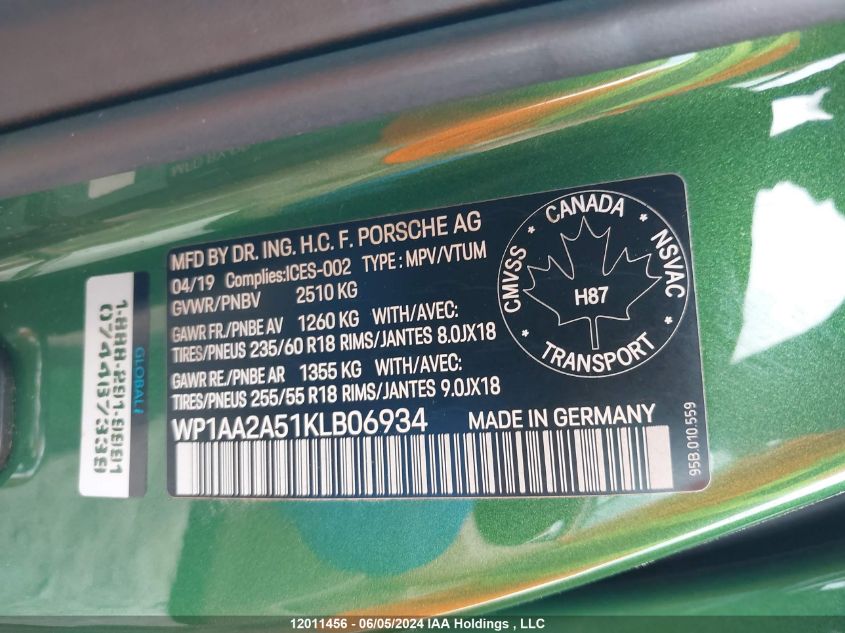 MFD BY DR. ING. H.C. F. PORSCHE AG
04/19 Complies:ICES-002 TYPE : MPV/VTUM
GVWR/PNBV 2510 KG
GAWR FR./PNBE AV 1260 KG WITH/AVEC:
TIRES/PNEUS 235/60 R18 RIMS/JANTES 8.0JX18
GAWR RE./PNBE AR 1355 KG WITH/AVEC:
TIRES/PNEUS 255/55 R18 RIMS/JANTES 9.0JX18
WP1AA2A51KLB06934 MADE IN GERMANY
CANADA
CMVSS
NSVAC
H87
TRANSPORT
95B.010.559
GLOBALI
12011456 - 06/05/2024 IAA Holdings , LLC